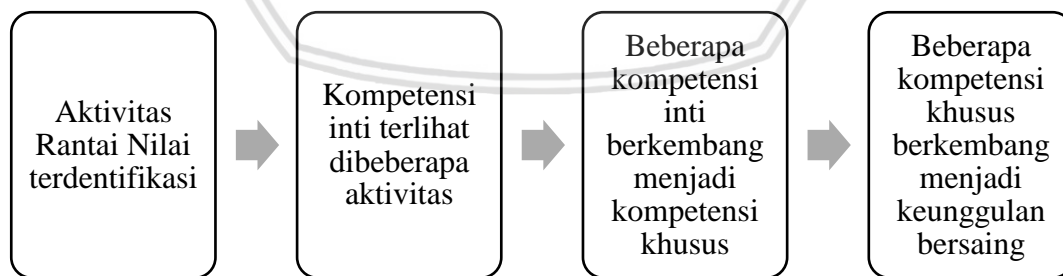 Aktivitas
Rantai Nilai
terdentifikasi
Kompetensi
inti terlihat
dibeberapa
aktivitas
Beberapa
kompetensi
inti
berkembang
menjadi
kompetensi
khusus
Beberapa
kompetensi
khusus
berkembang
menjadi
keunggulan
bersaing